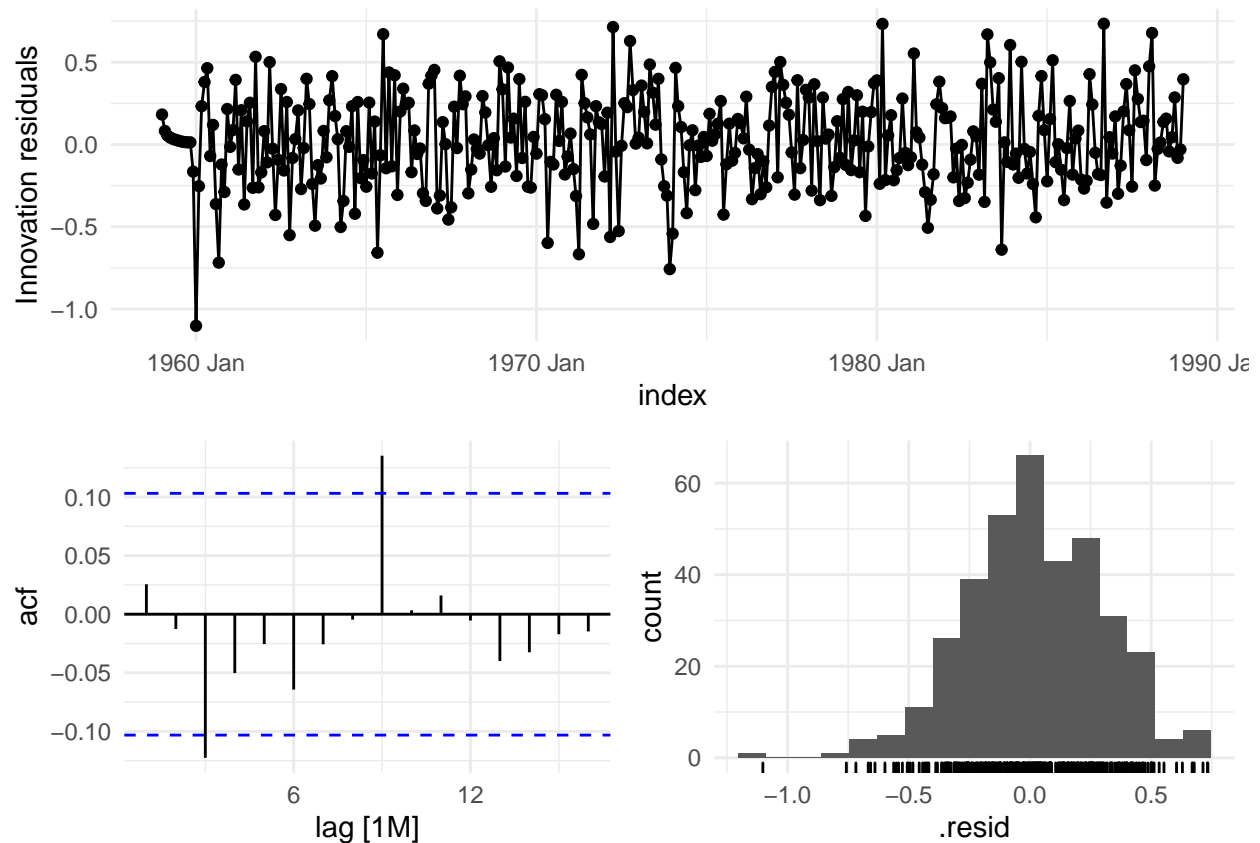 Innovation residuals
0.5
0.0
−0.5
−1.0
1960 Jan
1970 Jan
1980 Jan
1990 Ja
index
acf
0.10
0.05
0.00
−0.05
−0.10
6
12
lag [1M]
count
60
40
20
0
−1.0
−0.5
0.0
0.5
.resid